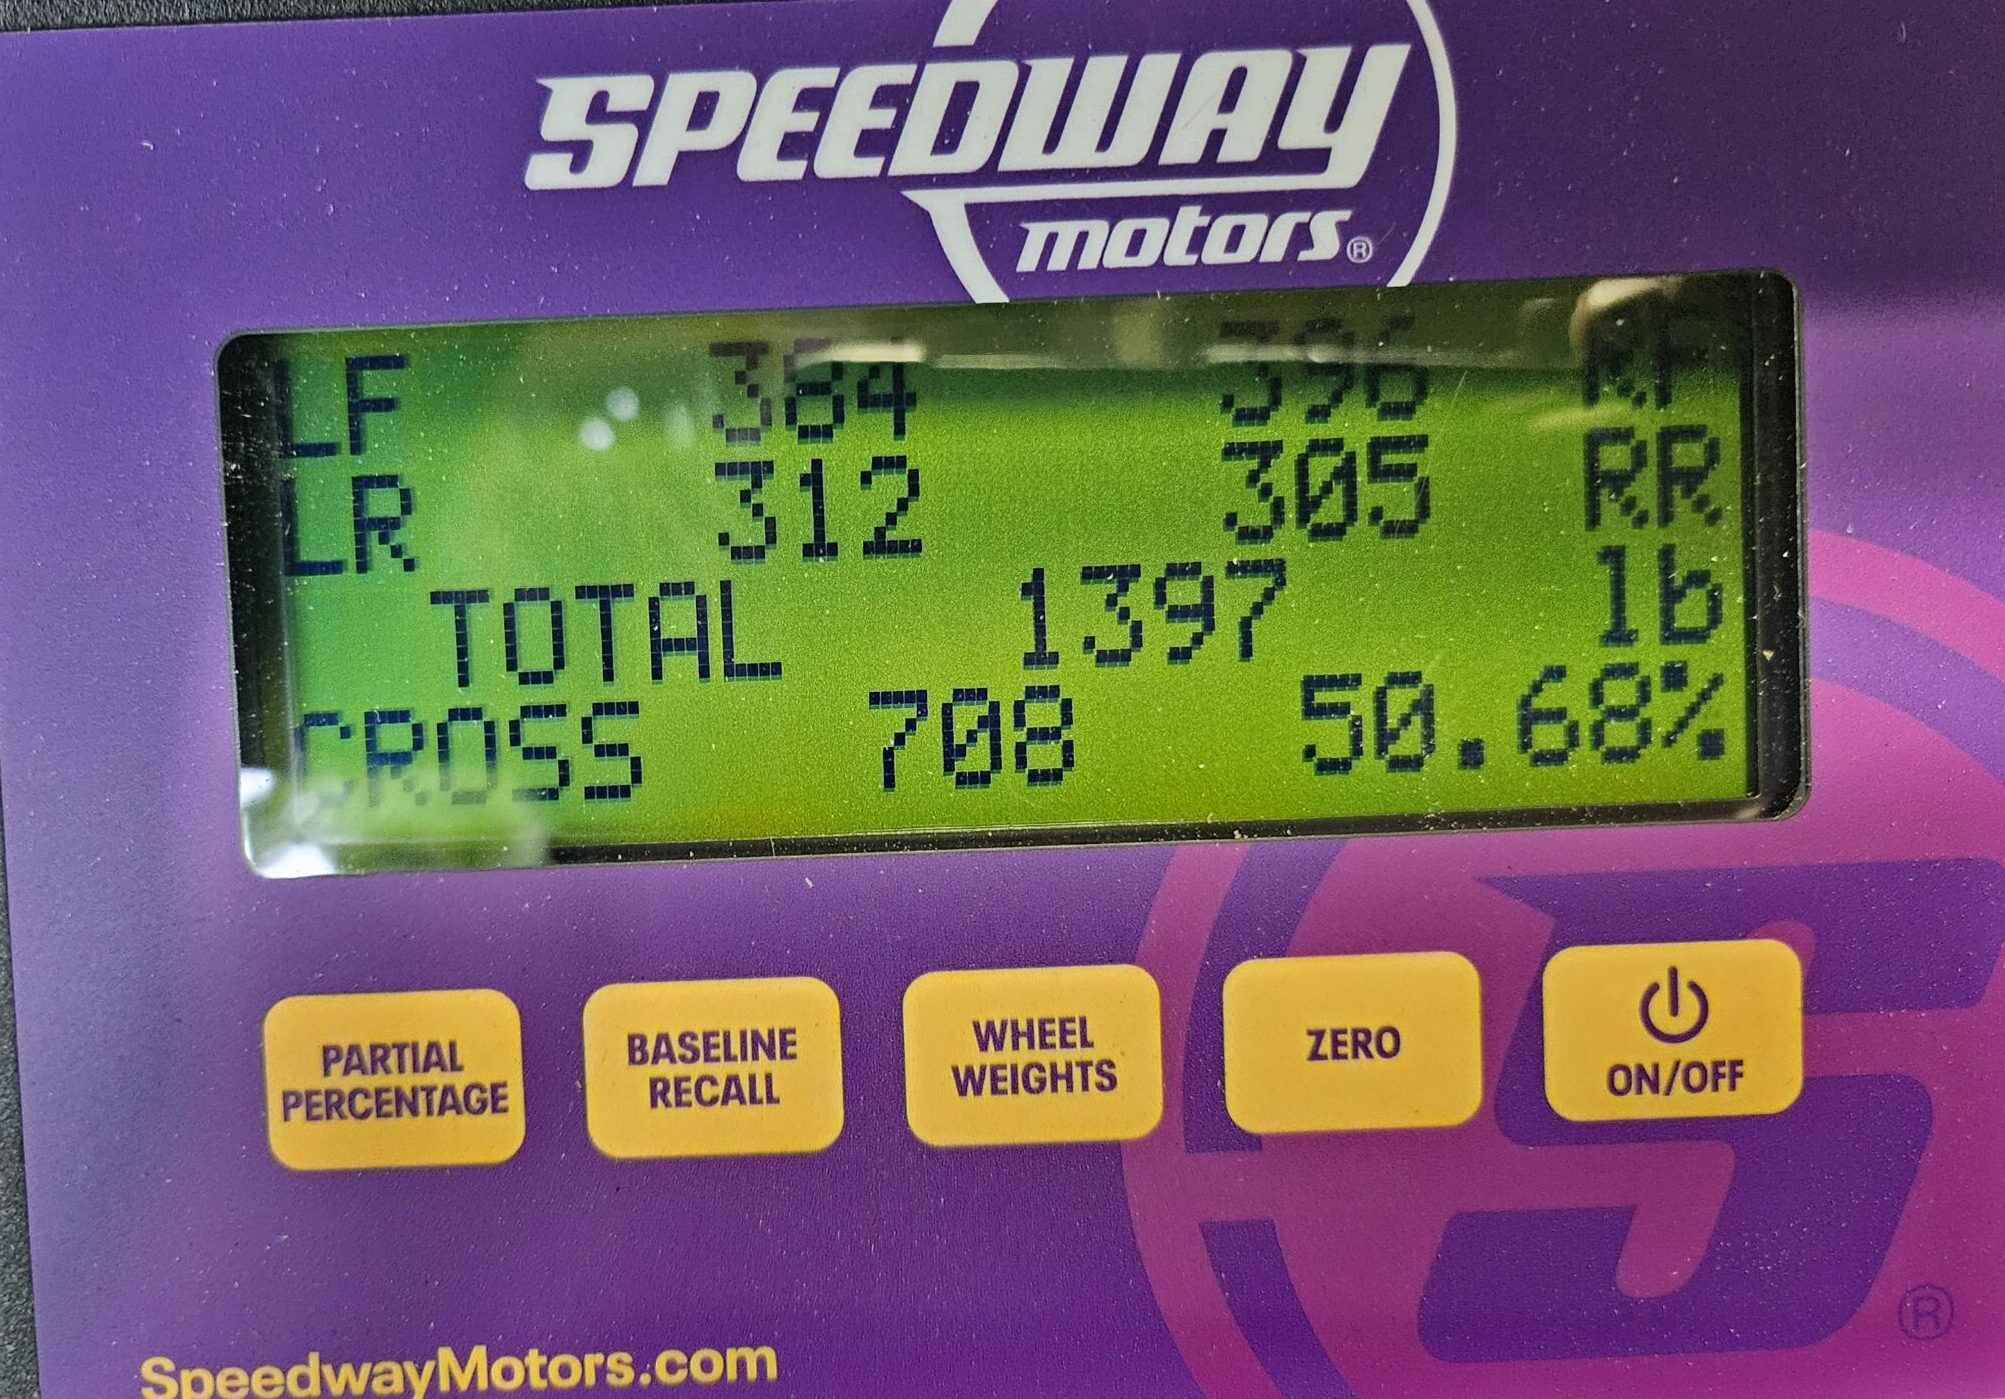 SPEEDWAY
motors®
LF 384 396 RF
LR 312 305 RR
TOTAL 1397 lb
CROSS 708 50.68%
PARTIAL PERCENTAGE
BASELINE RECALL
WHEEL WEIGHTS
ZERO
ON/OFF
S
®
SpeedwayMotors.com